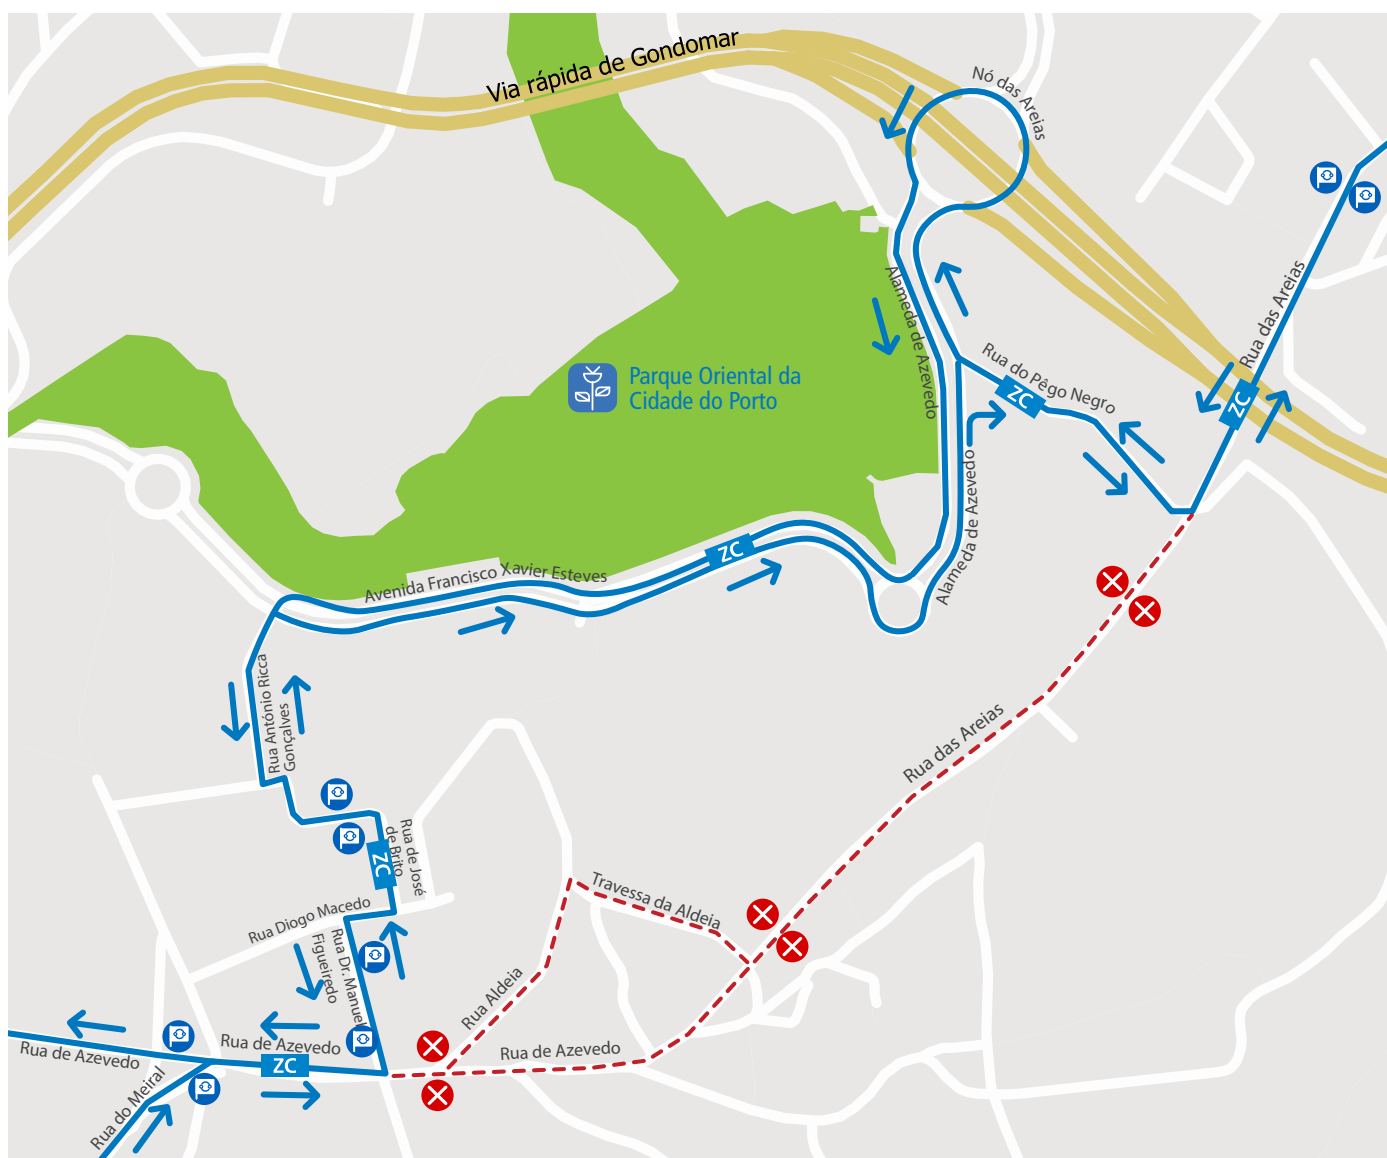 Via rápida de Gondomar
Nó das Areias
Alameda de Azevedo
Rua das Areias
Rua do Pêgo Negro
ZC
ZC
Parque Oriental da
Cidade do Porto
Alameda de Azevedo
ZC
Avenida Francisco Xavier Esteves
Rua António Ricca
Gonçalves
Rua das Areias
Rua de José
de Brito
ZC
Travessa da Aldeia
Rua Diogo Macedo
Rua Dr. Manuel
Figueiredo
Rua Aldeia
Rua de Azevedo
Rua de Azevedo
Rua de Azevedo
ZC
Rua do Meiral